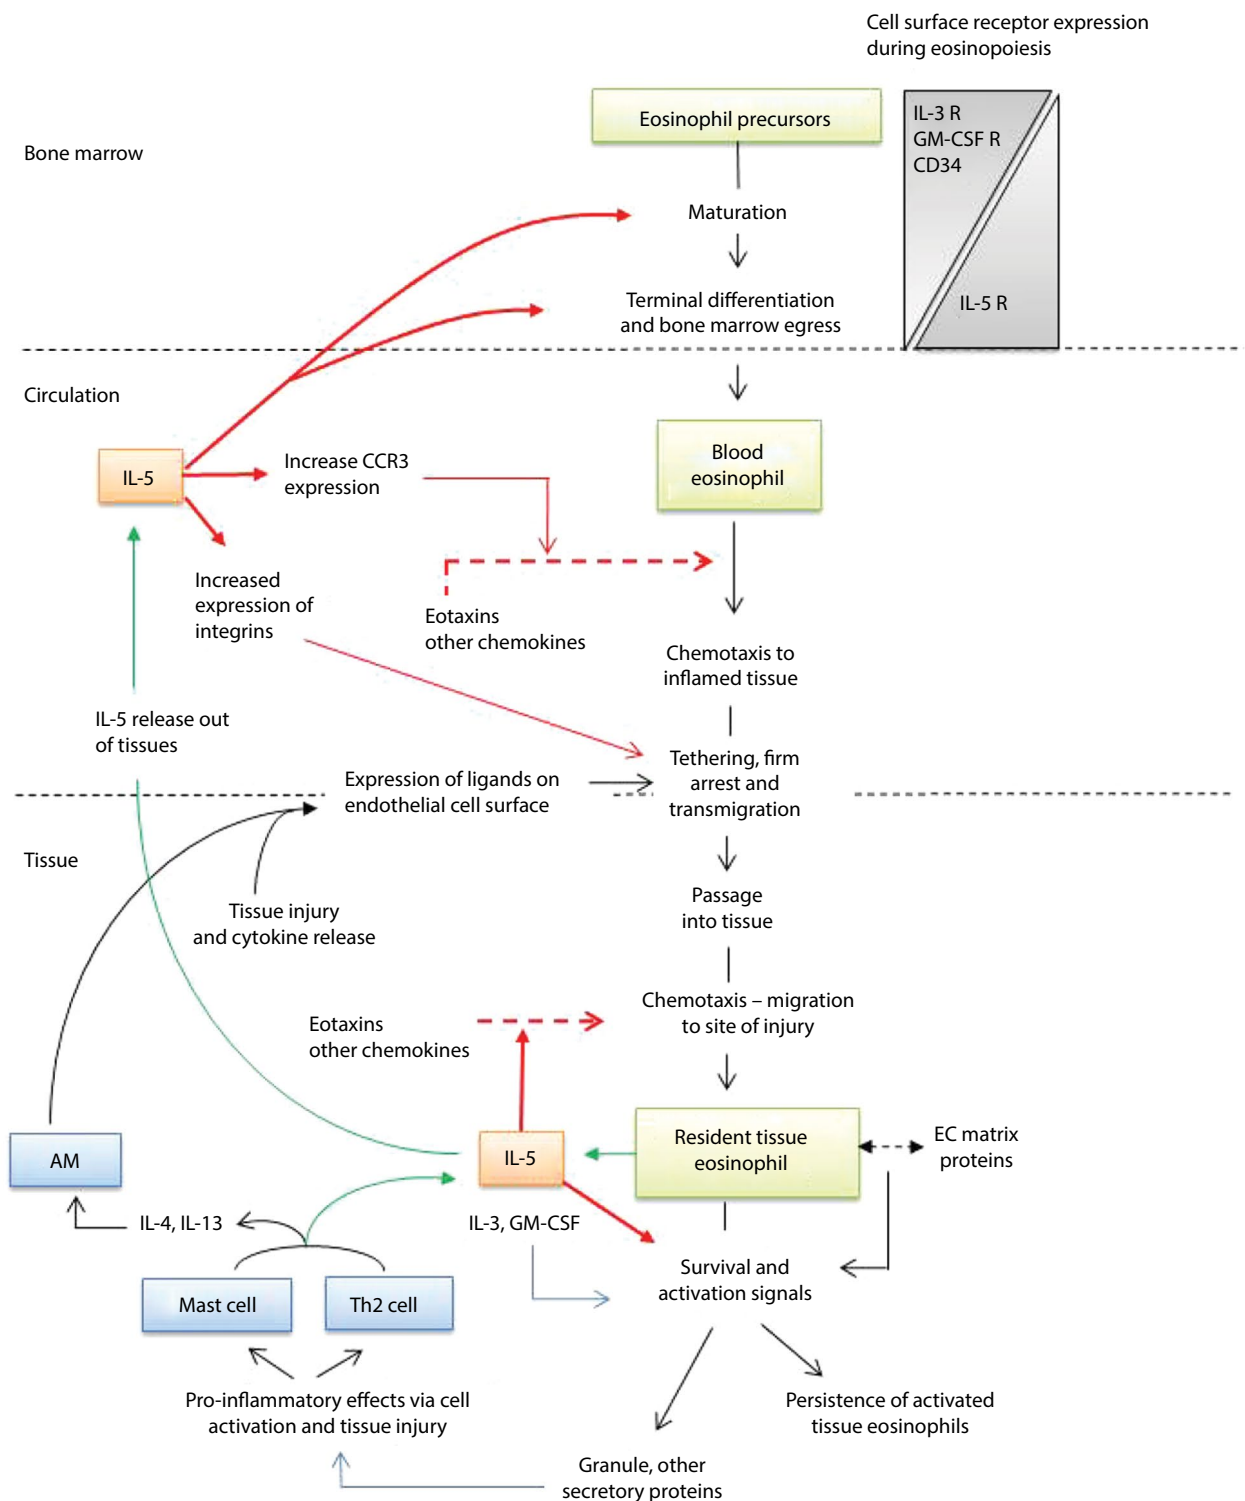 Cell surface receptor expression
during eosinopoiesis
Eosinophil precursors
IL-3 R
GM-CSF R
CD34
Bone marrow
Maturation
Terminal differentiation
and bone marrow egress
IL-5 R
Circulation
Blood
eosinophil
IL-5
Increase CCR3
expression
Increased
expression of
integrins
Eotaxins
other chemokines
Chemotaxis to
inflamed tissue
IL-5 release out
of tissues
Expression of ligands on
endothelial cell surface
Tethering, firm
arrest and
transmigration
Tissue
Tissue injury
and cytokine release
Passage
into tissue
Eotaxins
other chemokines
Chemotaxis – migration
to site of injury
AM
IL-5
Resident tissue
eosinophil
EC matrix
proteins
IL-4, IL-13
IL-3, GM-CSF
Mast cell
Th2 cell
Survival and
activation signals
Pro-inflammatory effects via cell
activation and tissue injury
Persistence of activated
tissue eosinophils
Granule, other
secretory proteins